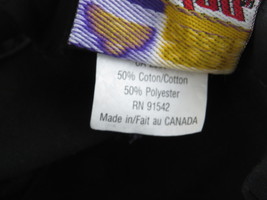 50% Coton/Cotton
50% Polyester
RN 91542
Made in/Fait au CANADA